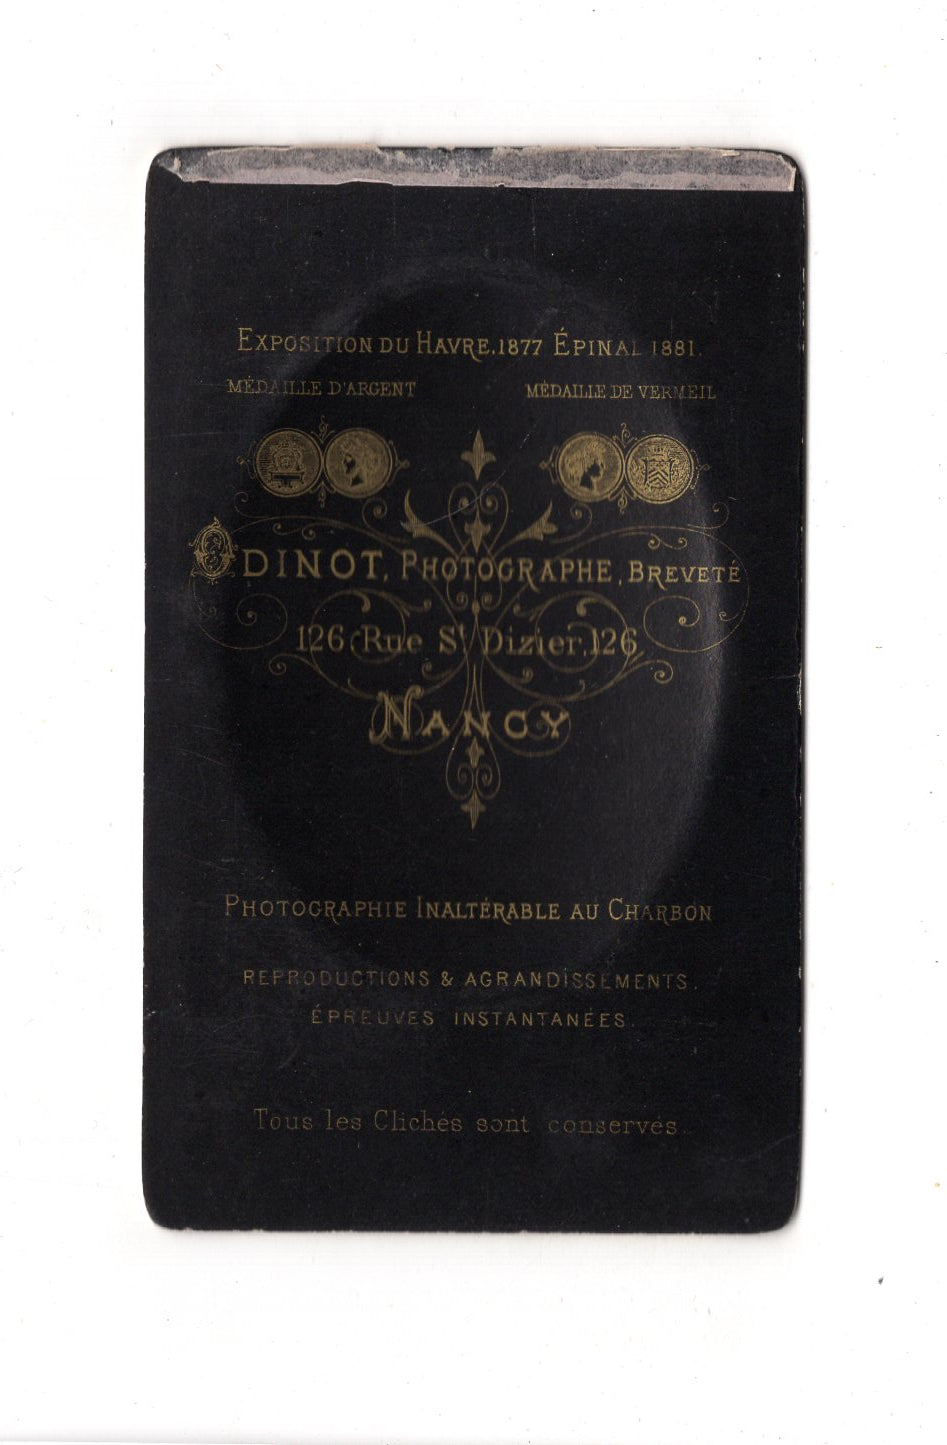 EXPOSITION DU HAVRE.1877 ÉPINAL 1881.
MÉDAILLE D'ARGENT MÉDAILLE DE VERMEIL
ODINOT, PHOTOGRAPHE, BREVETÉ
126 Rue St Dizier, 126
NANCY
PHOTOGRAPHIE INALTÉRABLE AU CHARBON
REPRODUCTIONS & AGRANDISSEMENTS.
ÉPREUVES INSTANTANÉES.
Tous les Clichés sont conservés.